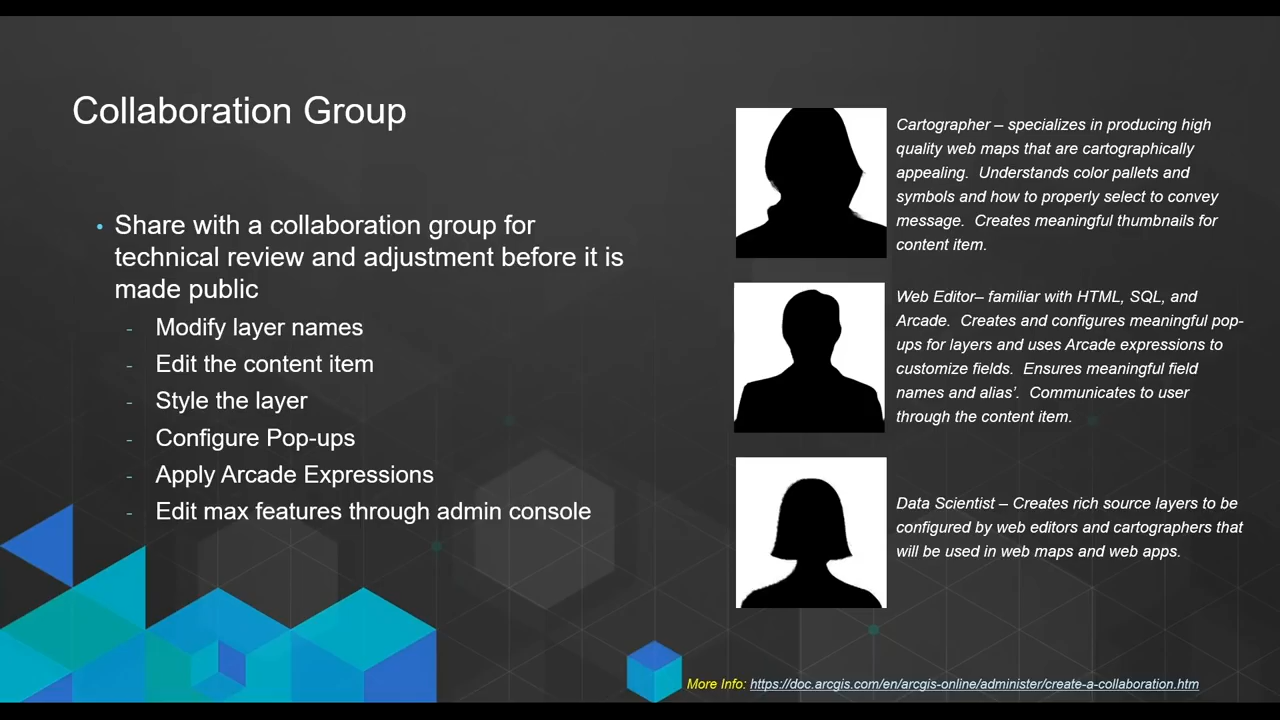 Collaboration Group
• Share with a collaboration group for
technical review and adjustment before it is
made public
- Modify layer names
- Edit the content item
- Style the layer
- Configure Pop-ups
- Apply Arcade Expressions
- Edit max features through admin console
Cartographer – specializes in producing high
quality web maps that are cartographically
appealing.  Understands color pallets and
symbols and how to properly select to convey
message.  Creates meaningful thumbnails for
content item.
Web Editor– familiar with HTML, SQL, and
Arcade.  Creates and configures meaningful pop-
ups for layers and uses Arcade expressions to
customize fields.  Ensures meaningful field
names and alias’.  Communicates to user
through the content item.
Data Scientist – Creates rich source layers to be
configured by web editors and cartographers that
will be used in web maps and web apps.
More Info: https://doc.arcgis.com/en/arcgis-online/administer/create-a-collaboration.htm